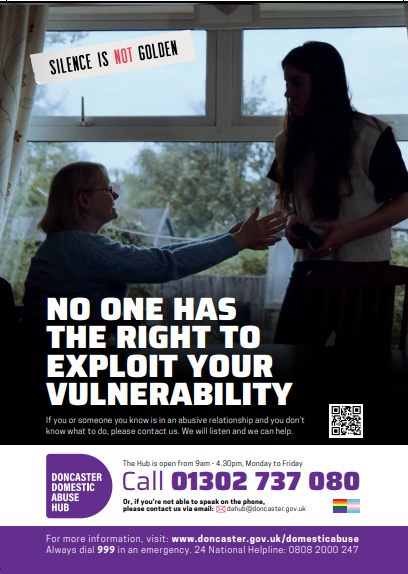 SILENCE IS NOT GOLDEN
NO ONE HAS
THE RIGHT TO
EXPLOIT YOUR
VULNERABILITY
If you or someone you know is in an abusive relationship and you don't
know what to do, please contact us. We will listen and we can help.
DONCASTER
DOMESTIC
ABUSE
HUB
The Hub is open from 9am - 4.30pm, Monday to Friday
Call 01302 737 080
Or, if you're not able to speak on the phone,
please contact us via email: dahub@doncaster.gov.uk
For more information, visit: www.doncaster.gov.uk/domesticabuse
Always dial 999 in an emergency. 24 National Helpline: 0808 2000 247